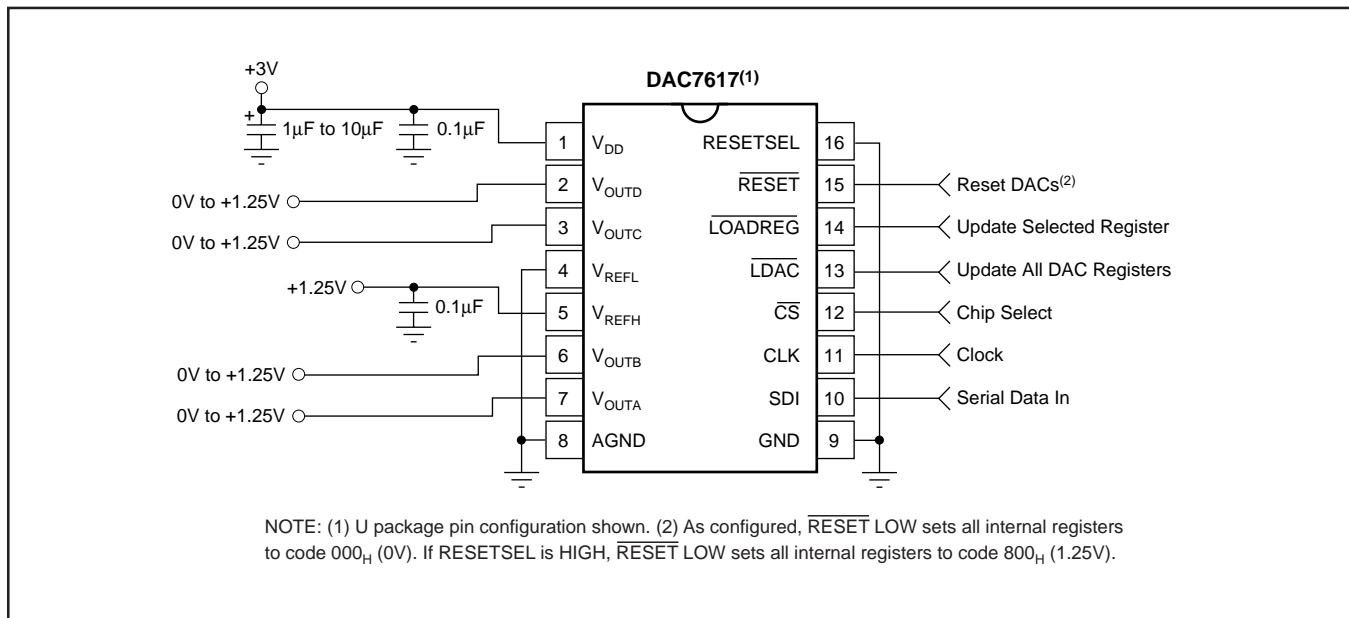 +3V
DAC7617(1)
+
1µF to 10µF
0.1µF
1 VDD RESETSEL 16
2 VOUTD RESET 15 Reset DACs(2)
0V to +1.25V
3 VOUTC LOADREG 14 Update Selected Register
0V to +1.25V
4 VREFL LDAC 13 Update All DAC Registers
+1.25V
0.1µF
5 VREFH CS 12 Chip Select
6 VOUTB CLK 11 Clock
0V to +1.25V
7 VOUTA SDI 10 Serial Data In
0V to +1.25V
8 AGND GND 9
NOTE: (1) U package pin configuration shown. (2) As configured, RESET LOW sets all internal registers
to code 000H (0V). If RESETSEL is HIGH, RESET LOW sets all internal registers to code 800H (1.25V).